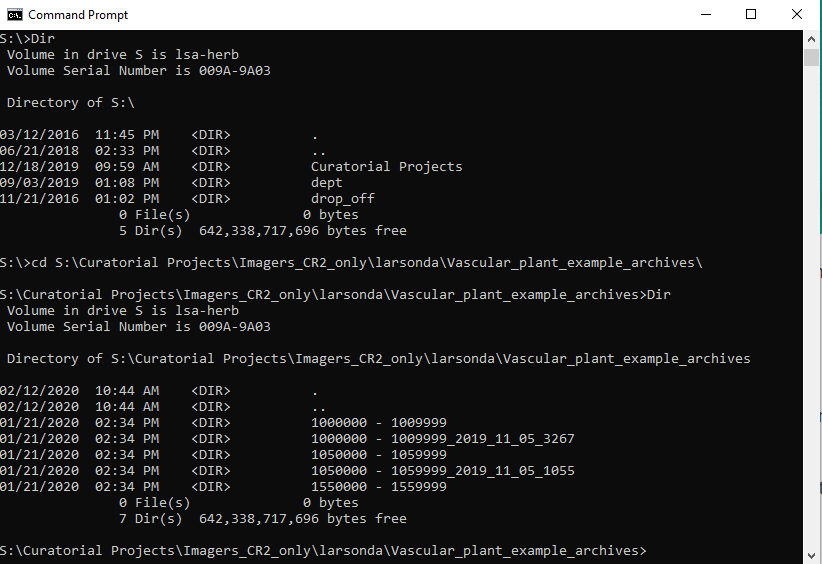 Command Prompt
S:\>Dir
Volume in drive S is lsa-herb
Volume Serial Number is 009A-9A03
Directory of S:\
03/12/2016 11:45 PM <DIR> .
06/21/2018 02:33 PM <DIR> ..
12/18/2019 09:59 AM <DIR> Curatorial Projects
09/03/2019 01:08 PM <DIR> dept
11/21/2016 01:02 PM <DIR> drop_off
0 File(s) 0 bytes
5 Dir(s) 642,338,717,696 bytes free
S:\>cd S:\Curatorial Projects\Imagers_CR2_only\larsonda\Vascular_plant_example_archives\
S:\Curatorial Projects\Imagers_CR2_only\larsonda\Vascular_plant_example_archives>Dir
Volume in drive S is lsa-herb
Volume Serial Number is 009A-9A03
Directory of S:\Curatorial Projects\Imagers_CR2_only\larsonda\Vascular_plant_example_archives
02/12/2020 10:44 AM <DIR> .
02/12/2020 10:44 AM <DIR> ..
01/21/2020 02:34 PM <DIR> 1000000 - 1009999
01/21/2020 02:34 PM <DIR> 1000000 - 1009999_2019_11_05_3267
01/21/2020 02:34 PM <DIR> 1050000 - 1059999
01/21/2020 02:34 PM <DIR> 1050000 - 1059999_2019_11_05_1055
01/21/2020 02:34 PM <DIR> 1550000 - 1559999
0 File(s) 0 bytes
7 Dir(s) 642,338,717,696 bytes free
S:\Curatorial Projects\Imagers_CR2_only\larsonda\Vascular_plant_example_archives>